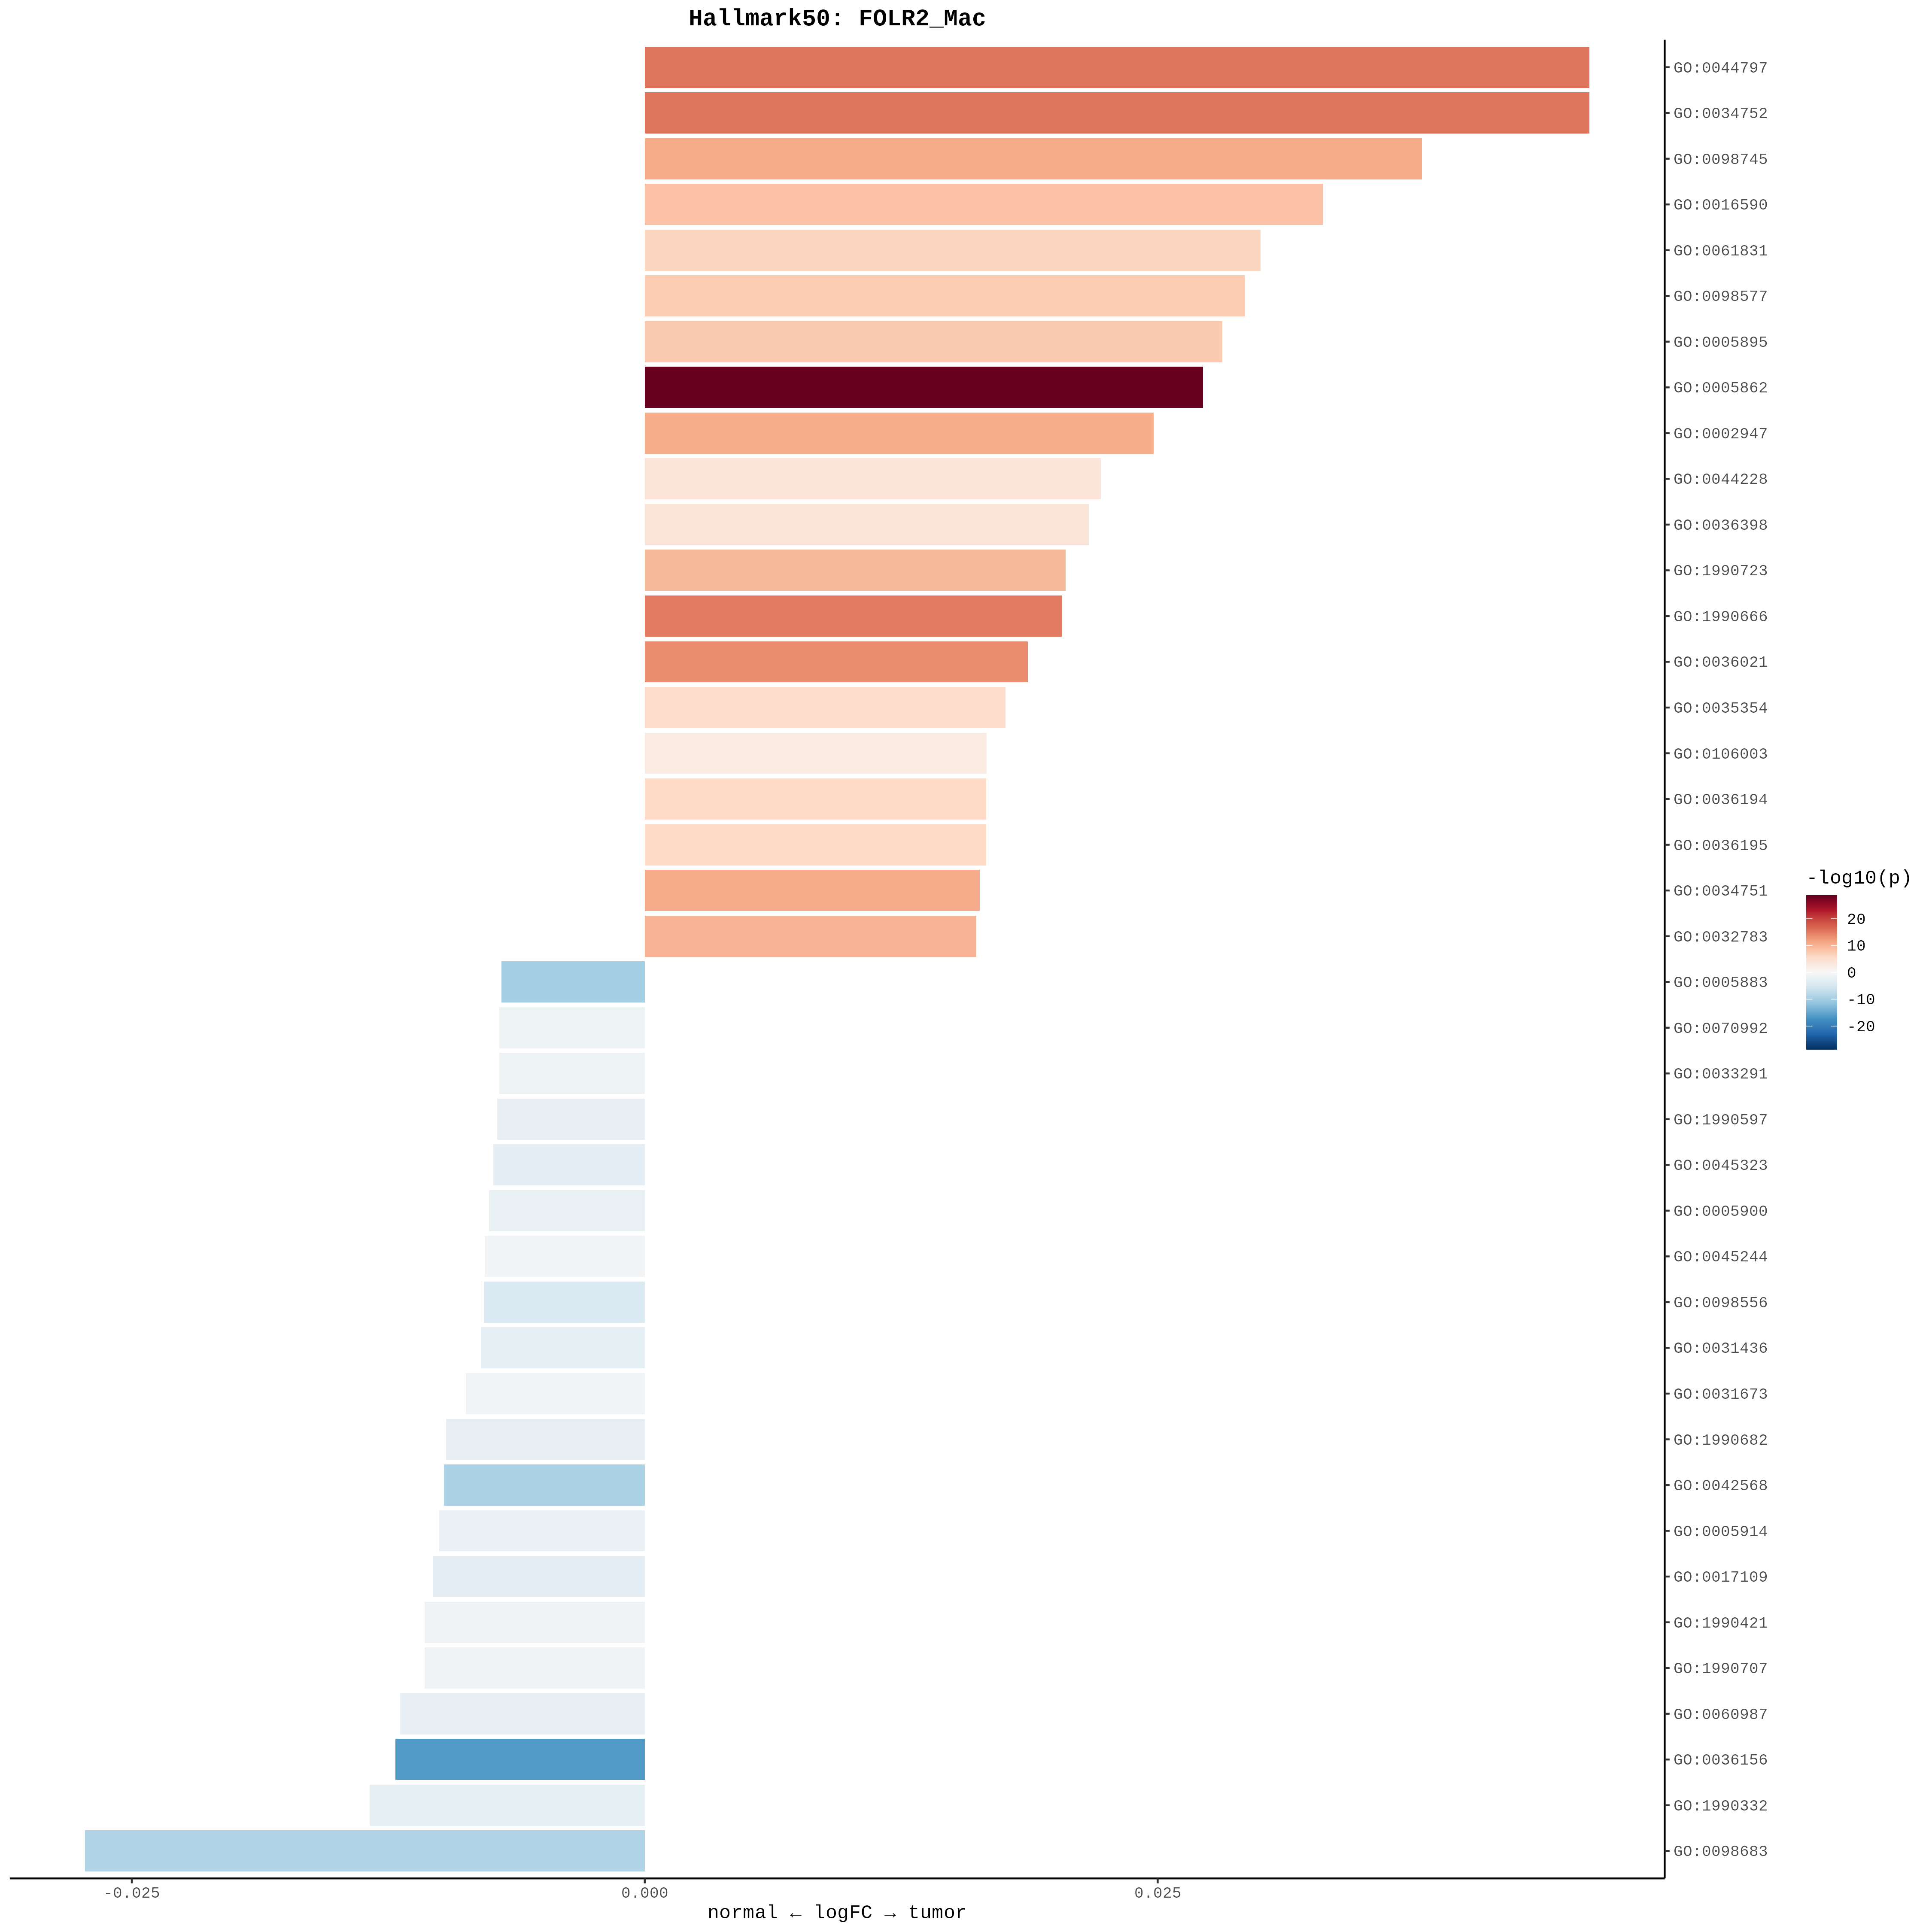 Hallmark50: FOLR2_Mac
GO:0044797
GO:0034752
GO:0098745
GO:0016590
GO:0061831
GO:0098577
GO:0005895
GO:0005862
GO:0002947
GO:0044228
GO:0036398
GO:1990723
GO:1990666
GO:0036021
GO:0035354
GO:0106003
GO:0036194
GO:0036195
GO:0034751
GO:0032783
GO:0005883
GO:0070992
GO:0033291
GO:1990597
GO:0045323
GO:0005900
GO:0045244
GO:0098556
GO:0031436
GO:0031673
GO:1990682
GO:0042568
GO:0005914
GO:0017109
GO:1990421
GO:1990707
GO:0060987
GO:0036156
GO:1990332
GO:0098683
-log10(p)
20
10
0
-10
-20
-0.025 0.000 0.025
normal ← logFC → tumor